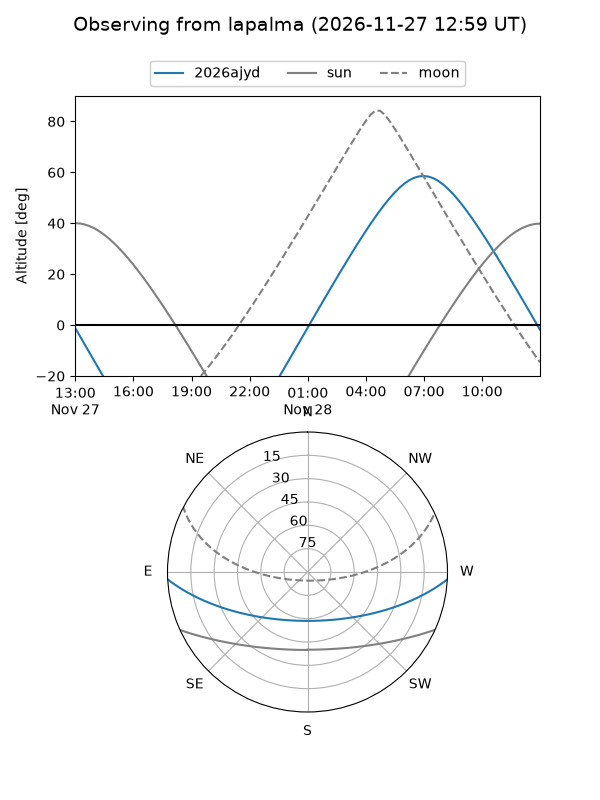 Observing from lapalma (2026-11-27 12:59 UT)
2026ajyd sun moon
Altitude [deg]
80
60
40
20
0
−20
13:00 16:00 19:00 22:00 01:00 04:00 07:00 10:00
Nov 27 Nov 28
N
NE NW
15
30
45
60
75
E W
SE SW
S